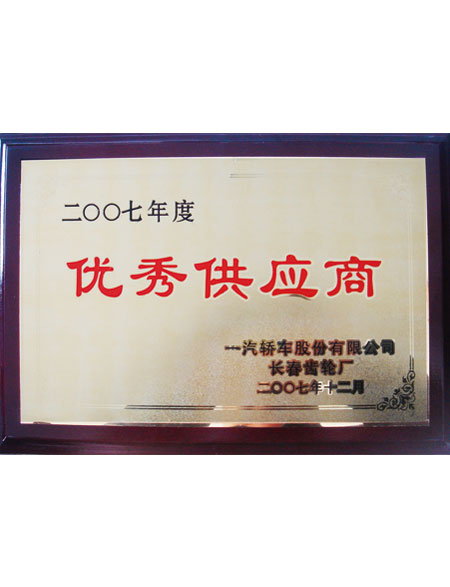 二〇〇七年度
优秀供应商
一汽轿车股份有限公司
长春齿轮厂
二〇〇七年十二月